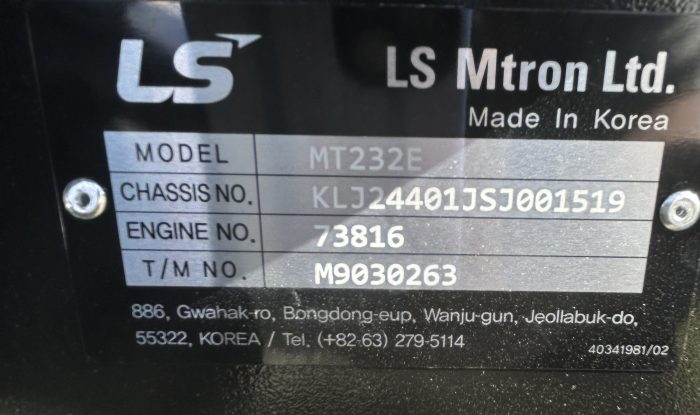 LS
LS Mtron Ltd.
Made In Korea
MODEL MT232E
CHASSIS NO. KLJ24401JSJ001519
ENGINE NO. 73816
T/M NO. M9030263
886, Gwahak-ro, Bongdong-eup, Wanju-gun, Jeollabuk-do,
55322, KOREA / Tel. (+82-63) 279-5114
40341981/02